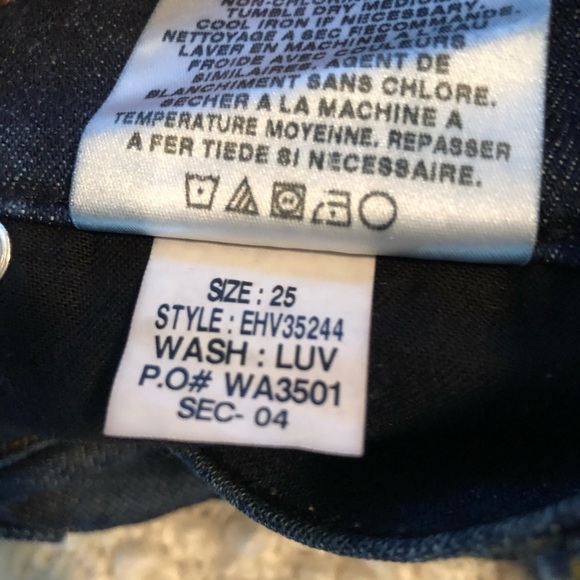 NON-CHLORINE
TUMBLE DRY MEDIUM,
COOL IRON IF NECESSARY.
NETTOYAGE A SEC RECOMMANDE.
LAVER EN MACHINE A L'EAU
FROIDE AVEC COULEURS
SIMILAIRES. AGENT DE
BLANCHIMENT SANS CHLORE.
SECHER A LA MACHINE A
TEMPERATURE MOYENNE. REPASSER
A FER TIEDE SI NECESSAIRE.
SIZE : 25
STYLE : EHV35244
WASH : LUV
P.O# WA3501
SEC- 04